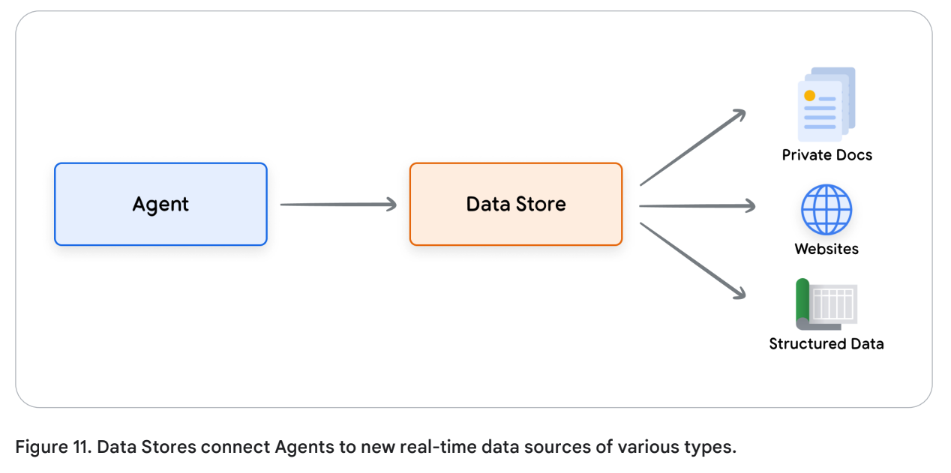 Agent
Data Store
Private Docs
Websites
Structured Data
Figure 11. Data Stores connect Agents to new real-time data sources of various types.